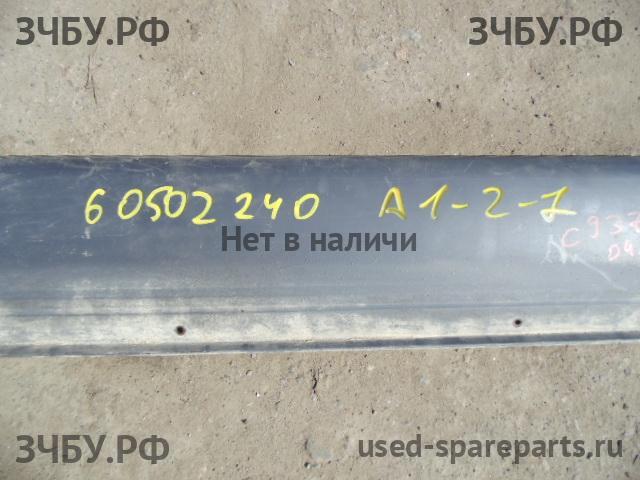 ЗЧБУ.РФ ЗЧБУ.РФ
60502240 A1-2-1
Нет в наличи
ЗЧБУ.РФ used-spareparts.ru